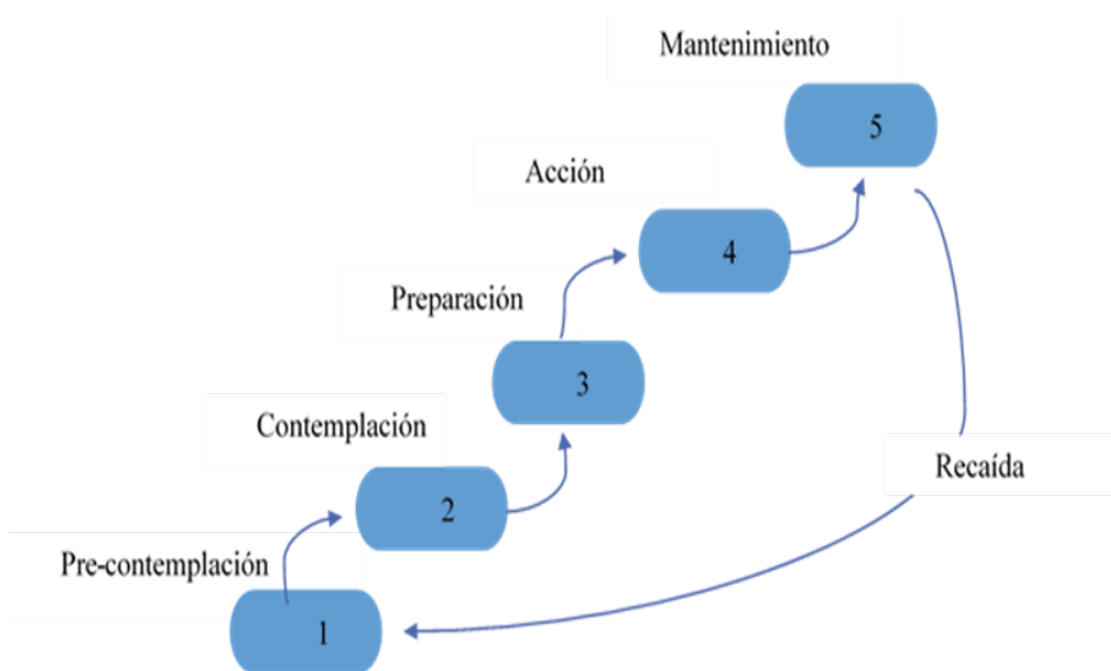 Mantenimiento
5
Acción
4
Preparación
3
Contemplación
Recaída
2
Pre-contemplación
1